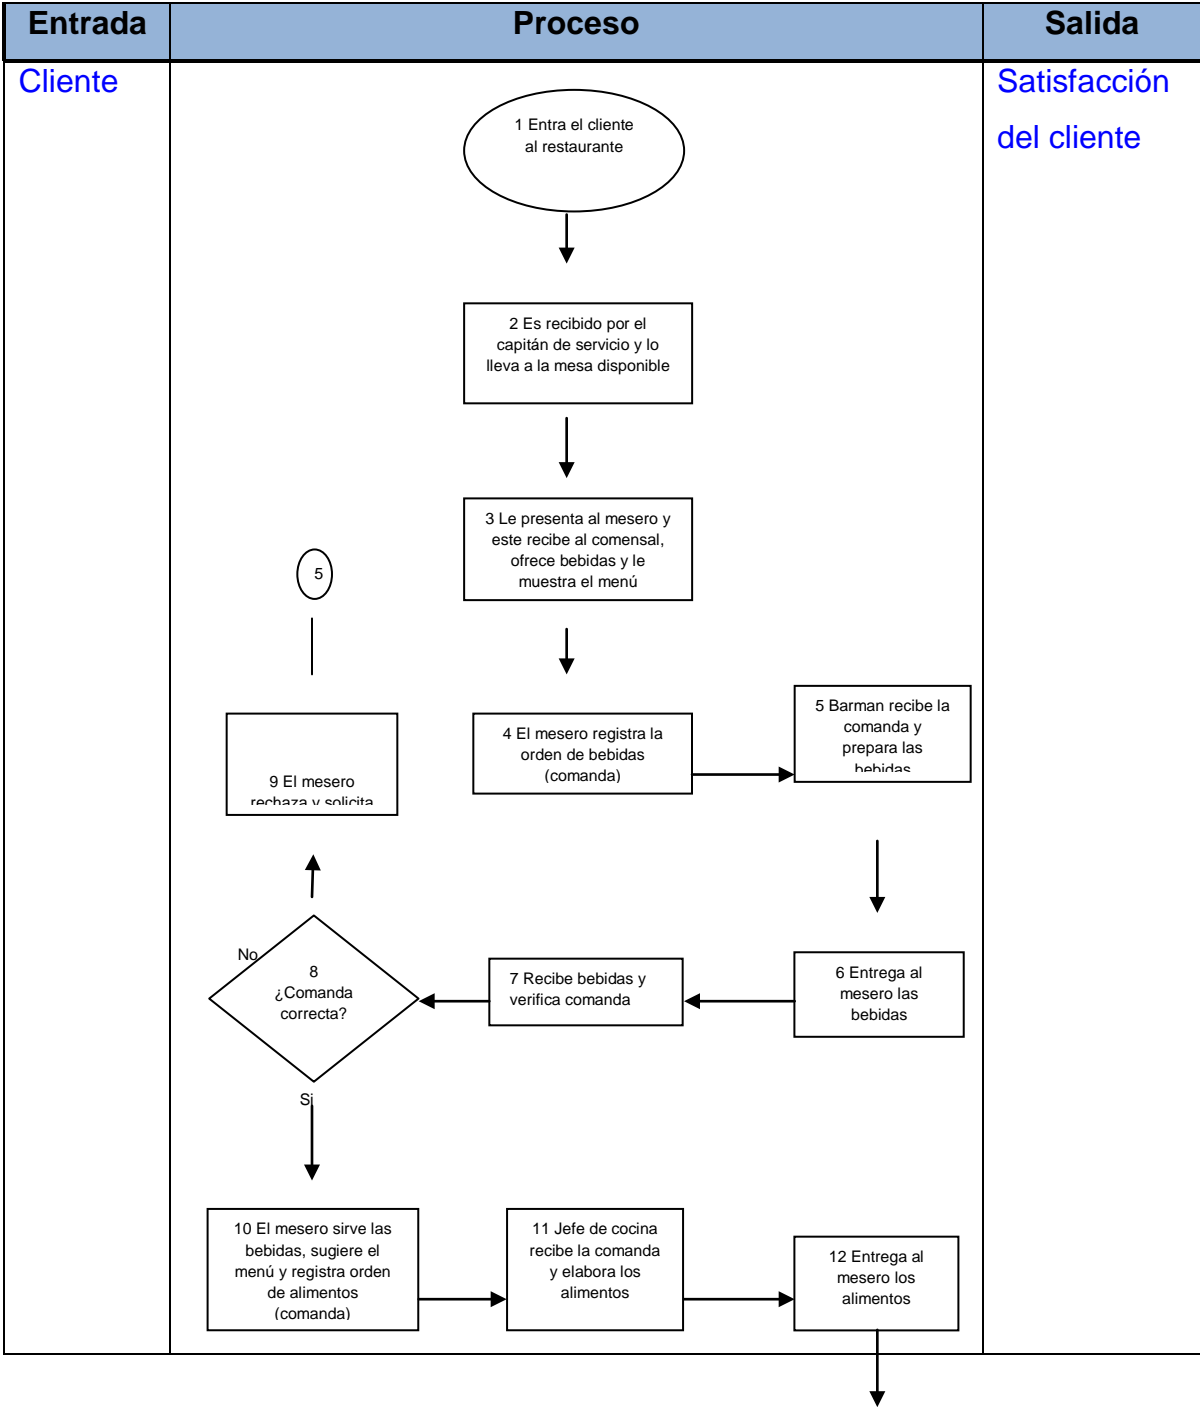 Entrada
Proceso
Salida
Cliente
Satisfacción
del cliente
1 Entra el cliente
al restaurante
2 Es recibido por el
capitán de servicio y lo
lleva a la mesa disponible
3 Le presenta al mesero y
este recibe al comensal,
ofrece bebidas y le
muestra el menú
5
4 El mesero registra la
orden de bebidas
(comanda)
5 Barman recibe la
comanda y
prepara las
bebidas
9 El mesero
rechaza y solicita
No
8
¿Comanda
correcta?
7 Recibe bebidas y
verifica comanda
6 Entrega al
mesero las
bebidas
Si
10 El mesero sirve las
bebidas, sugiere el
menú y registra orden
de alimentos
(comanda)
11 Jefe de cocina
recibe la comanda
y elabora los
alimentos
12 Entrega al
mesero los
alimentos